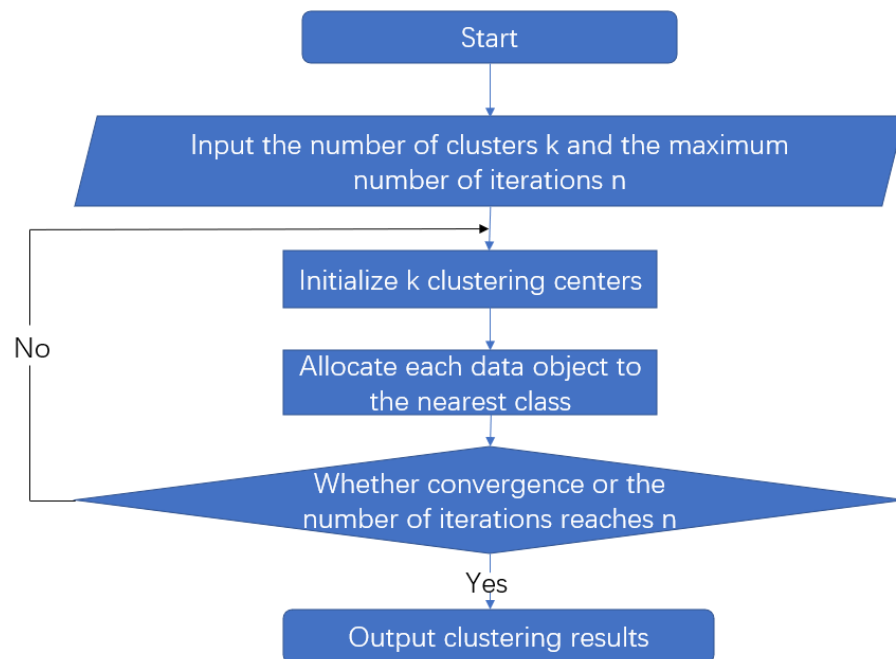 Start
Input the number of clusters k and the maximum
number of iterations n
Initialize k clustering centers
No
Allocate each data object to
the nearest class
Whether convergence or the
number of iterations reaches n
Yes
Output clustering results